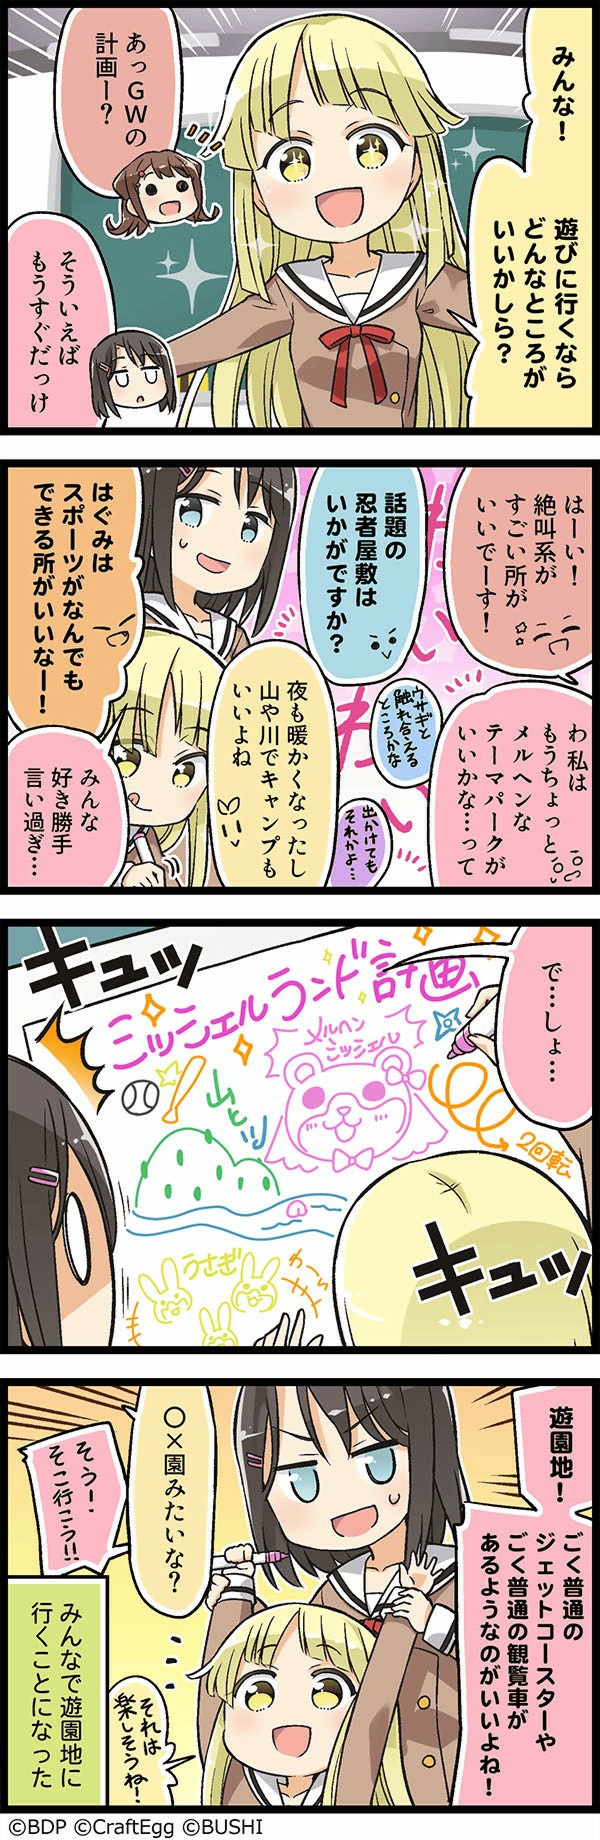 みんな！
遊びに行くなら
どんなところが
いいかしら？
あっGWの
計画ー？
そういえば
もうすぐだっけ
はーい！
絶叫系が
すごい所が
いいでーす！
話題の
忍者屋敷は
いかがですか？
はぐみは
スポーツがなんでも
できる所がいいなー！
わ私は
もうちょっと
メルヘンな
テーマパークが
いいかな…って
ウサギと
触れ合える
ところかな
夜も暖かくなったし
山や川でキャンプも
いいよね
出かけても
それかよ…
みんな
好き勝手
言い過ぎ…
で…しょ…
キュッ
ミッシェルランド計画
メルヘン
ミッシェル
山と
2回転
うさぎ
キュッ
遊園地！
ごく普通の
ジェットコースターや
ごく普通の観覧車が
あるようなのがいいよね！
〇×園みたいな？
そうー、
そこ行こう!!
それは
楽しそうね！
みんなで遊園地に
行くことになった
©BDP ©CraftEgg ©BUSHI